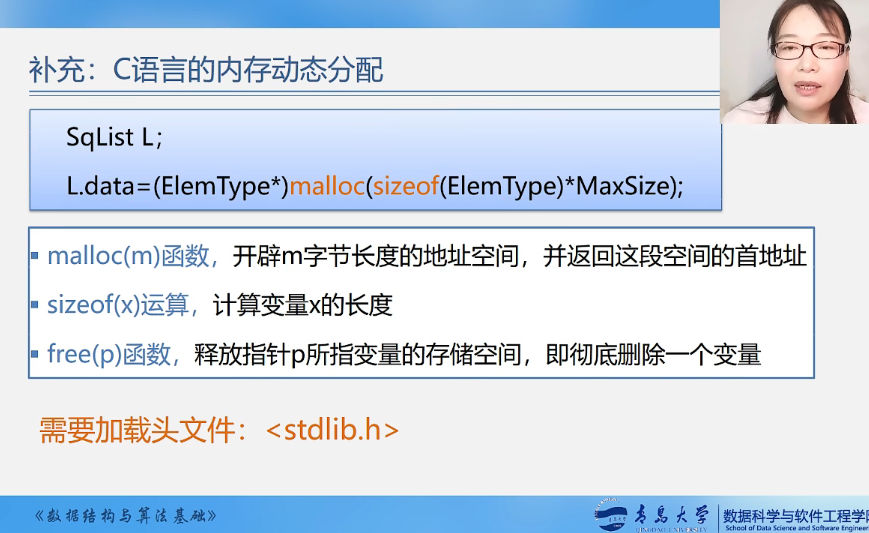 补充：C语言的内存动态分配
SqList L;
L.data=(ElemType*)malloc(sizeof(ElemType)*MaxSize);
malloc(m)函数，开辟m字节长度的地址空间，并返回这段空间的首地址
sizeof(x)运算，计算变量x的长度
free(p)函数，释放指针p所指变量的存储空间，即彻底删除一个变量
需要加载头文件：<stdlib.h>
《数据结构与算法基础》
青岛大学
QINGDAO UNIVERSITY
数据科学与软件工程学院
School of Data Science and Software Engineer